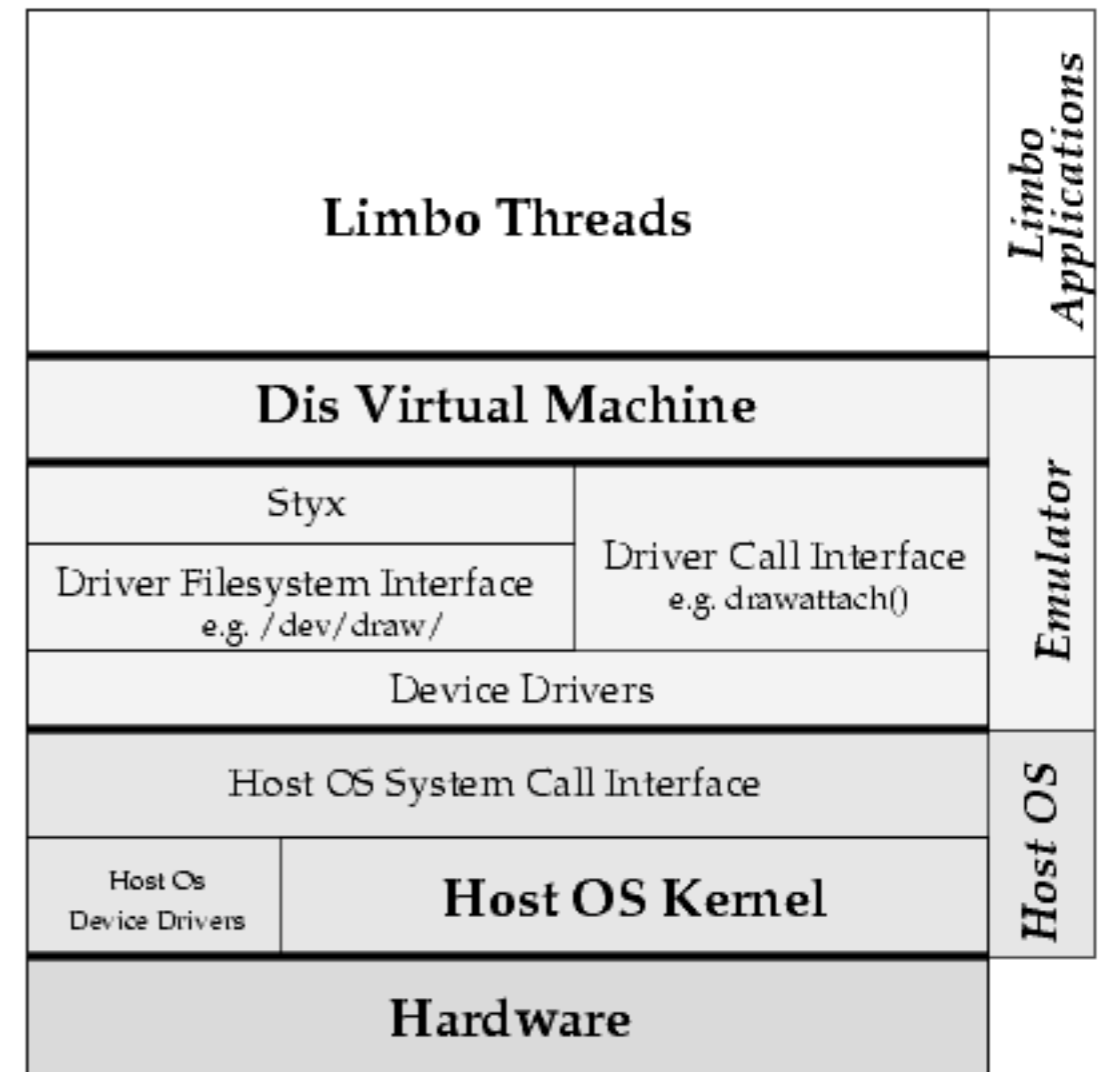 Limbo Threads
Limbo
Applications
Dis Virtual Machine
Styx
Driver Filesystem Interface
e.g. /dev/draw/
Driver Call Interface
e.g. drawattach()
Device Drivers
Emulator
Host OS System Call Interface
Host Os
Device Drivers
Host OS Kernel
Host OS
Hardware